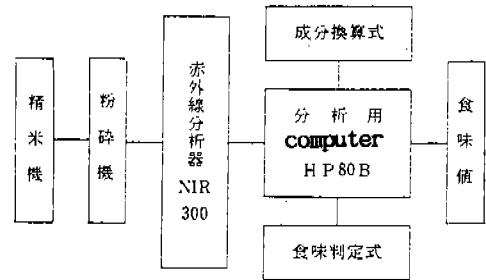 精米機
粉砕機
赤外線分析器
NIR
300
成分換算式
分析用
computer
HP80B
食味判定式
食味値